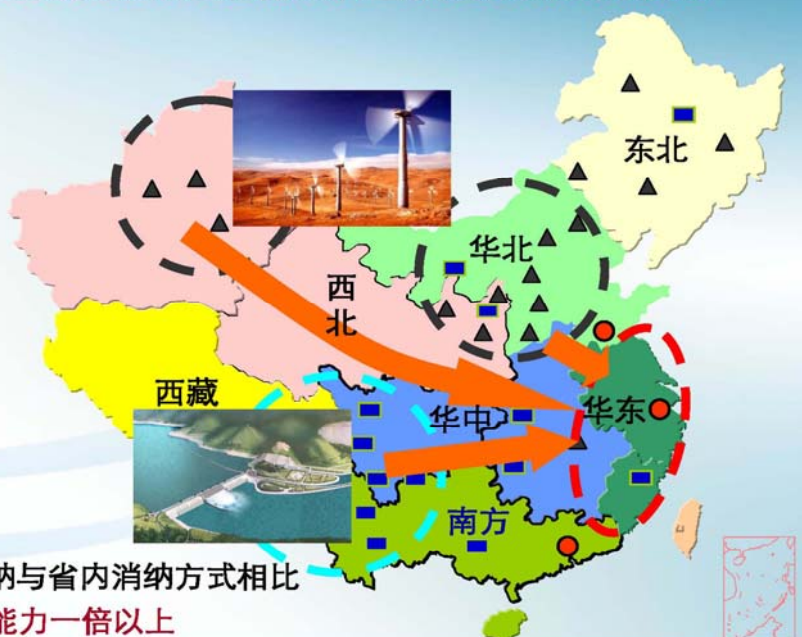 东北
华北
西
北
西藏
华中
华东
南方
纳与省内消纳方式相比
能力一倍以上